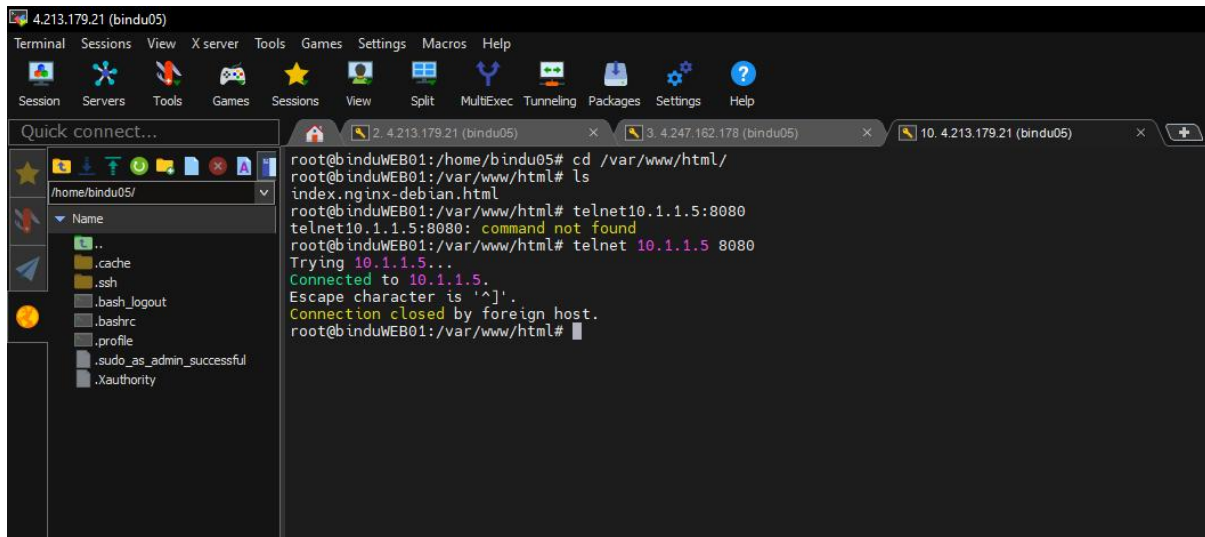 4.213.179.21 (bindu05)
Terminal Sessions View X server Tools Games Settings Macros Help
Session Servers Tools Games Sessions View Split MultiExec Tunneling Packages Settings Help
Quick connect...
2. 4.213.179.21 (bindu05)
3. 4.247.162.178 (bindu05)
10. 4.213.179.21 (bindu05)
/home/bindu05/
Name
..
.cache
.ssh
.bash_logout
.bashrc
.profile
.sudo_as_admin_successful
.Xauthority
root@binduWEB01:/home/bindu05# cd /var/www/html/
root@binduWEB01:/var/www/html# ls
index.nginx-debian.html
root@binduWEB01:/var/www/html# telnet10.1.1.5:8080
telnet10.1.1.5:8080: command not found
root@binduWEB01:/var/www/html# telnet 10.1.1.5 8080
Trying 10.1.1.5...
Connected to 10.1.1.5.
Escape character is '^]'.
Connection closed by foreign host.
root@binduWEB01:/var/www/html#